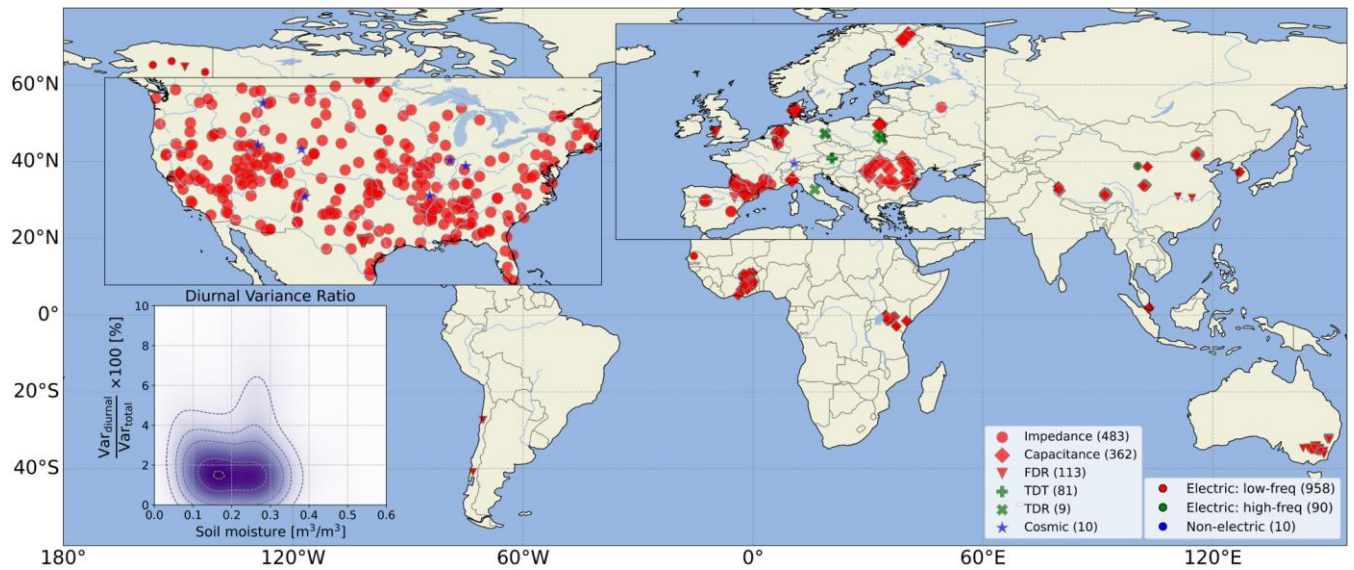 60°N
40°N
20°N
0°
20°S
40°S
180°
120°W
60°W
0°
60°E
120°E
Diurnal Variance Ratio
10
8
6
4
2
0
0.0
0.1
0.2
0.3
0.4
0.5
0.6
Var_diurnal / Var_total ×100 [%]
Soil moisture [m³/m³]
Impedance (483)
Capacitance (362)
FDR (113)
TDT (81)
TDR (9)
Cosmic (10)
Electric: low-freq (958)
Electric: high-freq (90)
Non-electric (10)